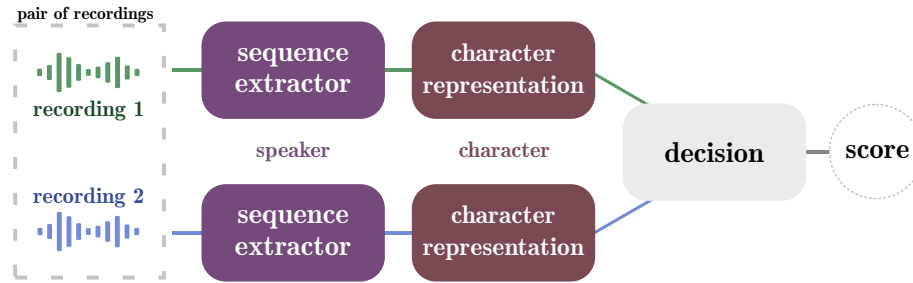 pair of recordings
recording 1
sequence
extractor
character
representation
speaker
character
decision
score
recording 2
sequence
extractor
character
representation